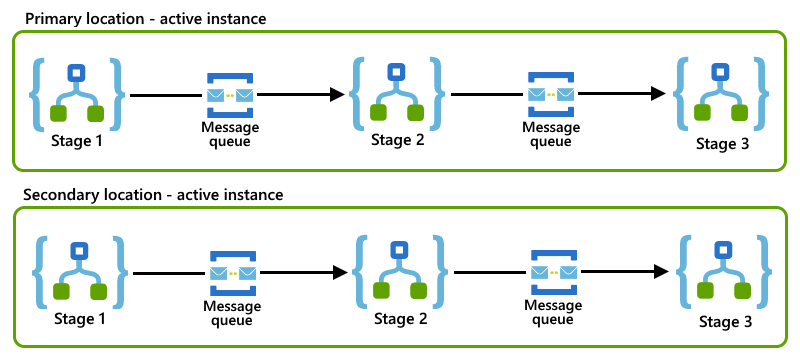 Primary location - active instance
Stage 1
Message
queue
Stage 2
Message
queue
Stage 3
Secondary location - active instance
Stage 1
Message
queue
Stage 2
Message
queue
Stage 3